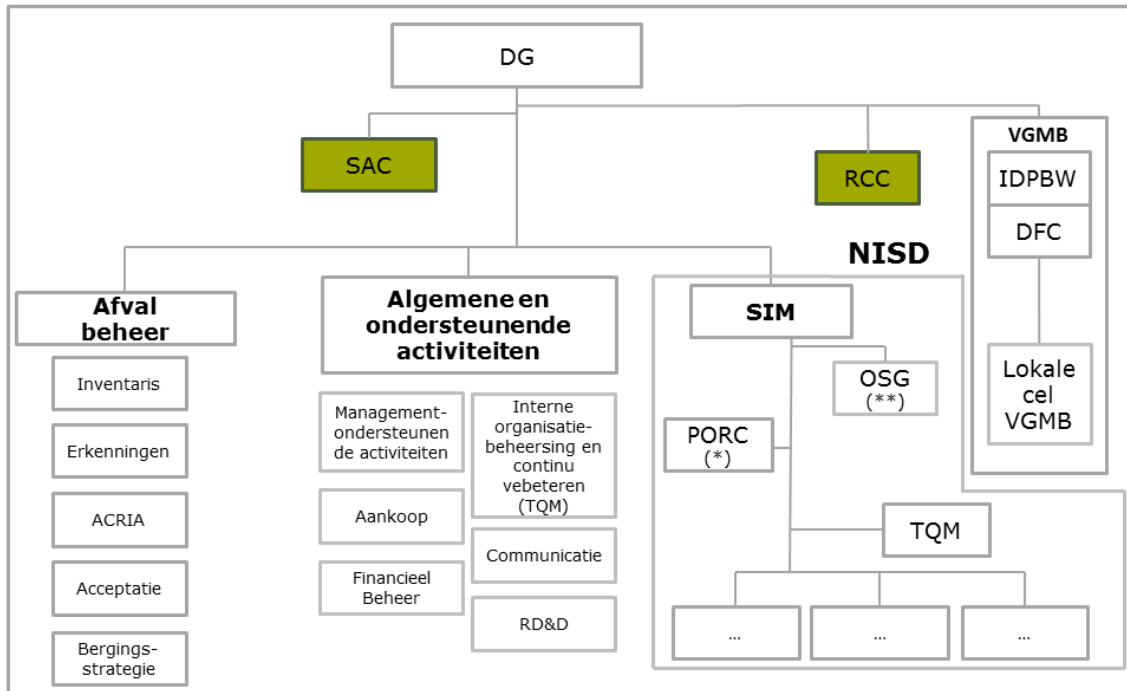 DG
SAC
RCC
VGMB
IDPBW
DFC
Lokale
cel
VGMB
NISD
Afval
beheer
Inventaris
Erkenningen
ACRIA
Acceptatie
Bergings-
strategie
Algemene en
ondersteunende
activiteiten
Management-
ondersteunen
de activiteiten
Aankoop
Financieel
Beheer
Interne
organisatie-
beheersing en
continu
vebeteren
(TQM)
Communicatie
RD&D
SIM
OSG
(**)
PORC
(*)
TQM
...
...
...